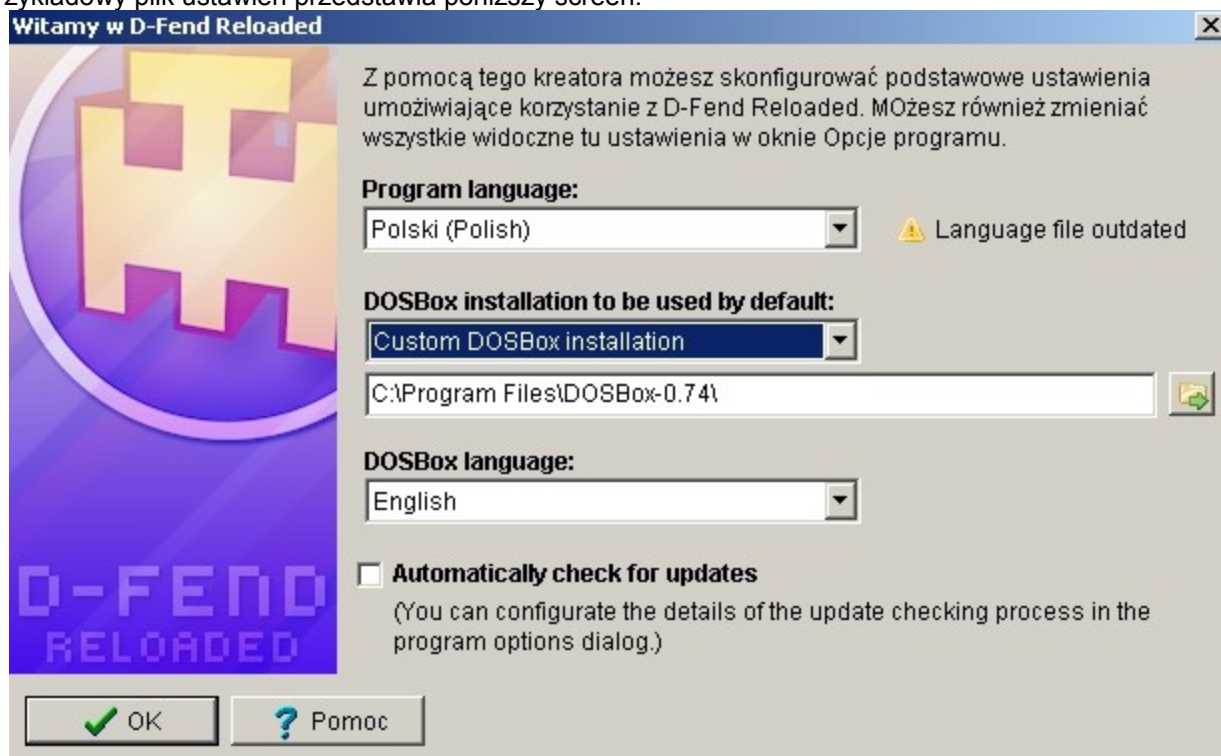 zykładowy plik ustawień przedstawia poniższy screen.
Witamy w D-Fend Reloaded
Z pomocą tego kreatora możesz skonfigurować podstawowe ustawienia
umożiwiające korzystanie z D-Fend Reloaded. MOżesz również zmieniać
wszystkie widoczne tu ustawienia w oknie Opcje programu.
Program language:
Polski (Polish)
Language file outdated
DOSBox installation to be used by default:
Custom DOSBox installation
C:\Program Files\DOSBox-0.74\
DOSBox language:
English
Automatically check for updates
(You can configurate the details of the update checking process in the
program options dialog.)
D-FEND
RELOADED
OK
Pomoc